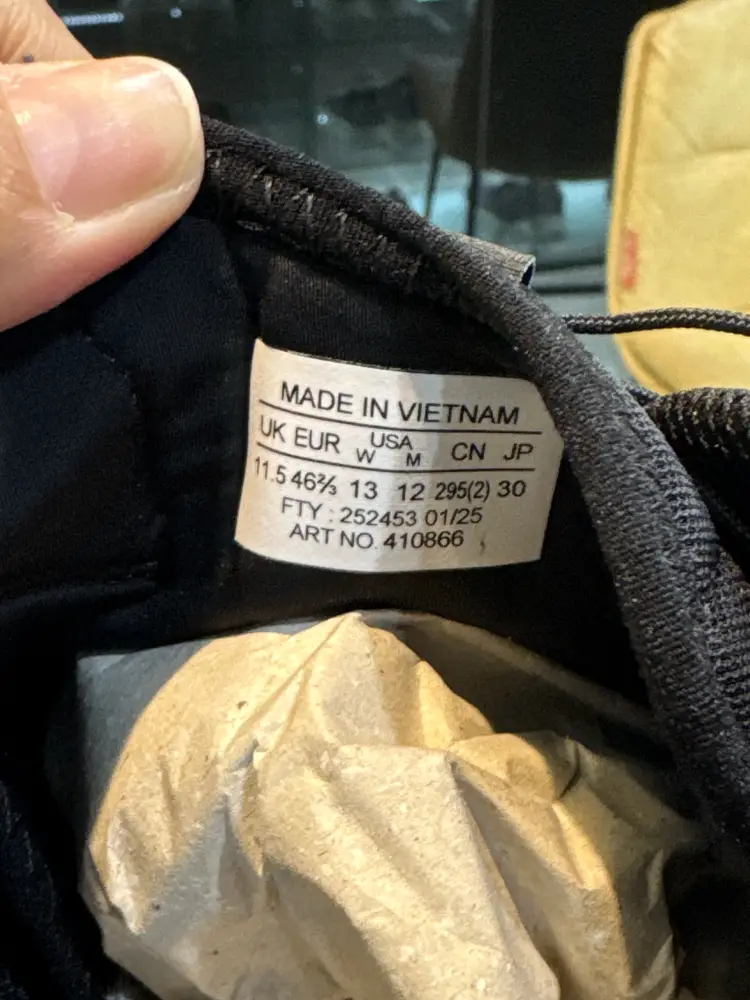 MADE IN VIETNAM
UK EUR USA CN JP
W M
11.5 46⅔ 13 12 295(2) 30
FTY : 252453 01/25
ART NO. 410866